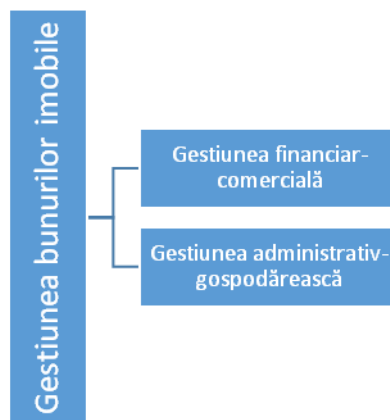 Gestiunea bunurilor imobile
Gestiunea financiar-
comercială
Gestiunea administrativ-
gospodărească